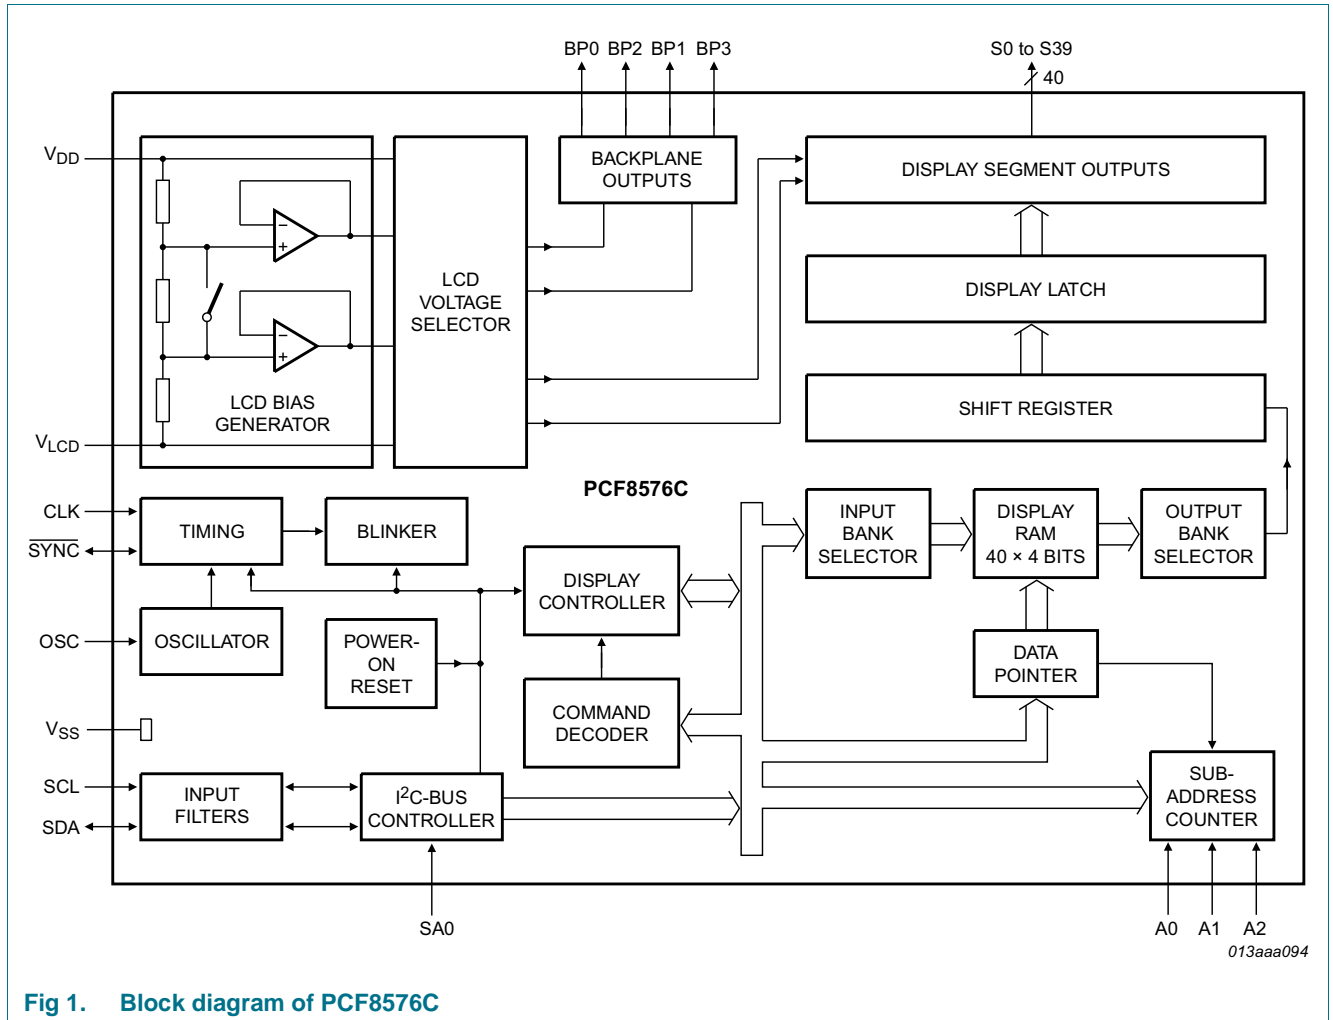 BP0 BP2 BP1 BP3
S0 to S39
40
VDD
BACKPLANE
OUTPUTS
DISPLAY SEGMENT OUTPUTS
−
+
LCD
VOLTAGE
SELECTOR
DISPLAY LATCH
−
+
LCD BIAS
GENERATOR
SHIFT REGISTER
VLCD
PCF8576C
CLK
SYNC
TIMING
BLINKER
INPUT
BANK
SELECTOR
DISPLAY
RAM
40 × 4 BITS
OUTPUT
BANK
SELECTOR
DISPLAY
CONTROLLER
OSC
OSCILLATOR
POWER-
ON
RESET
DATA
POINTER
COMMAND
DECODER
VSS
SCL
SDA
INPUT
FILTERS
I²C-BUS
CONTROLLER
SUB-
ADDRESS
COUNTER
SA0
A0 A1 A2
013aaa094
Fig 1. Block diagram of PCF8576C